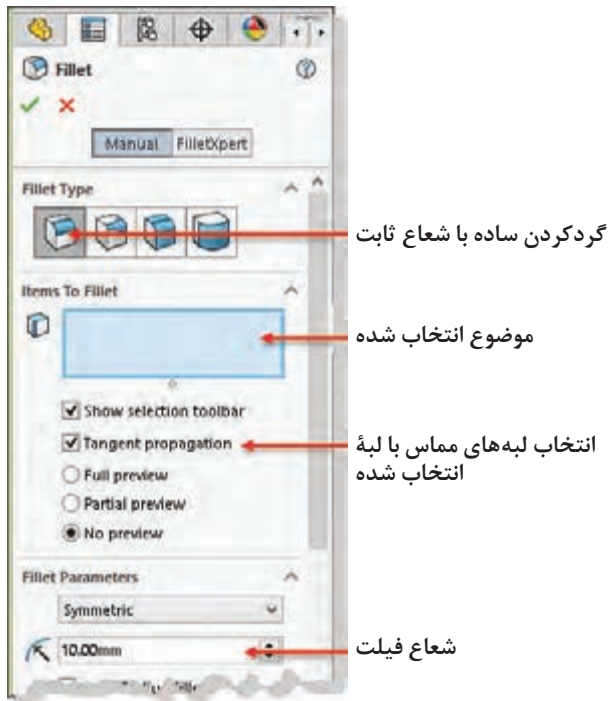 Fillet
Manual FilletXpert
Fillet Type
گردکردن ساده با شعاع ثابت
Items To Fillet
موضوع انتخاب شده
Show selection toolbar
Tangent propagation
انتخاب لبه‌های مماس با لبهٔ
انتخاب شده
Full preview
Partial preview
No preview
Fillet Parameters
Symmetric
10.00mm
شعاع فیلت